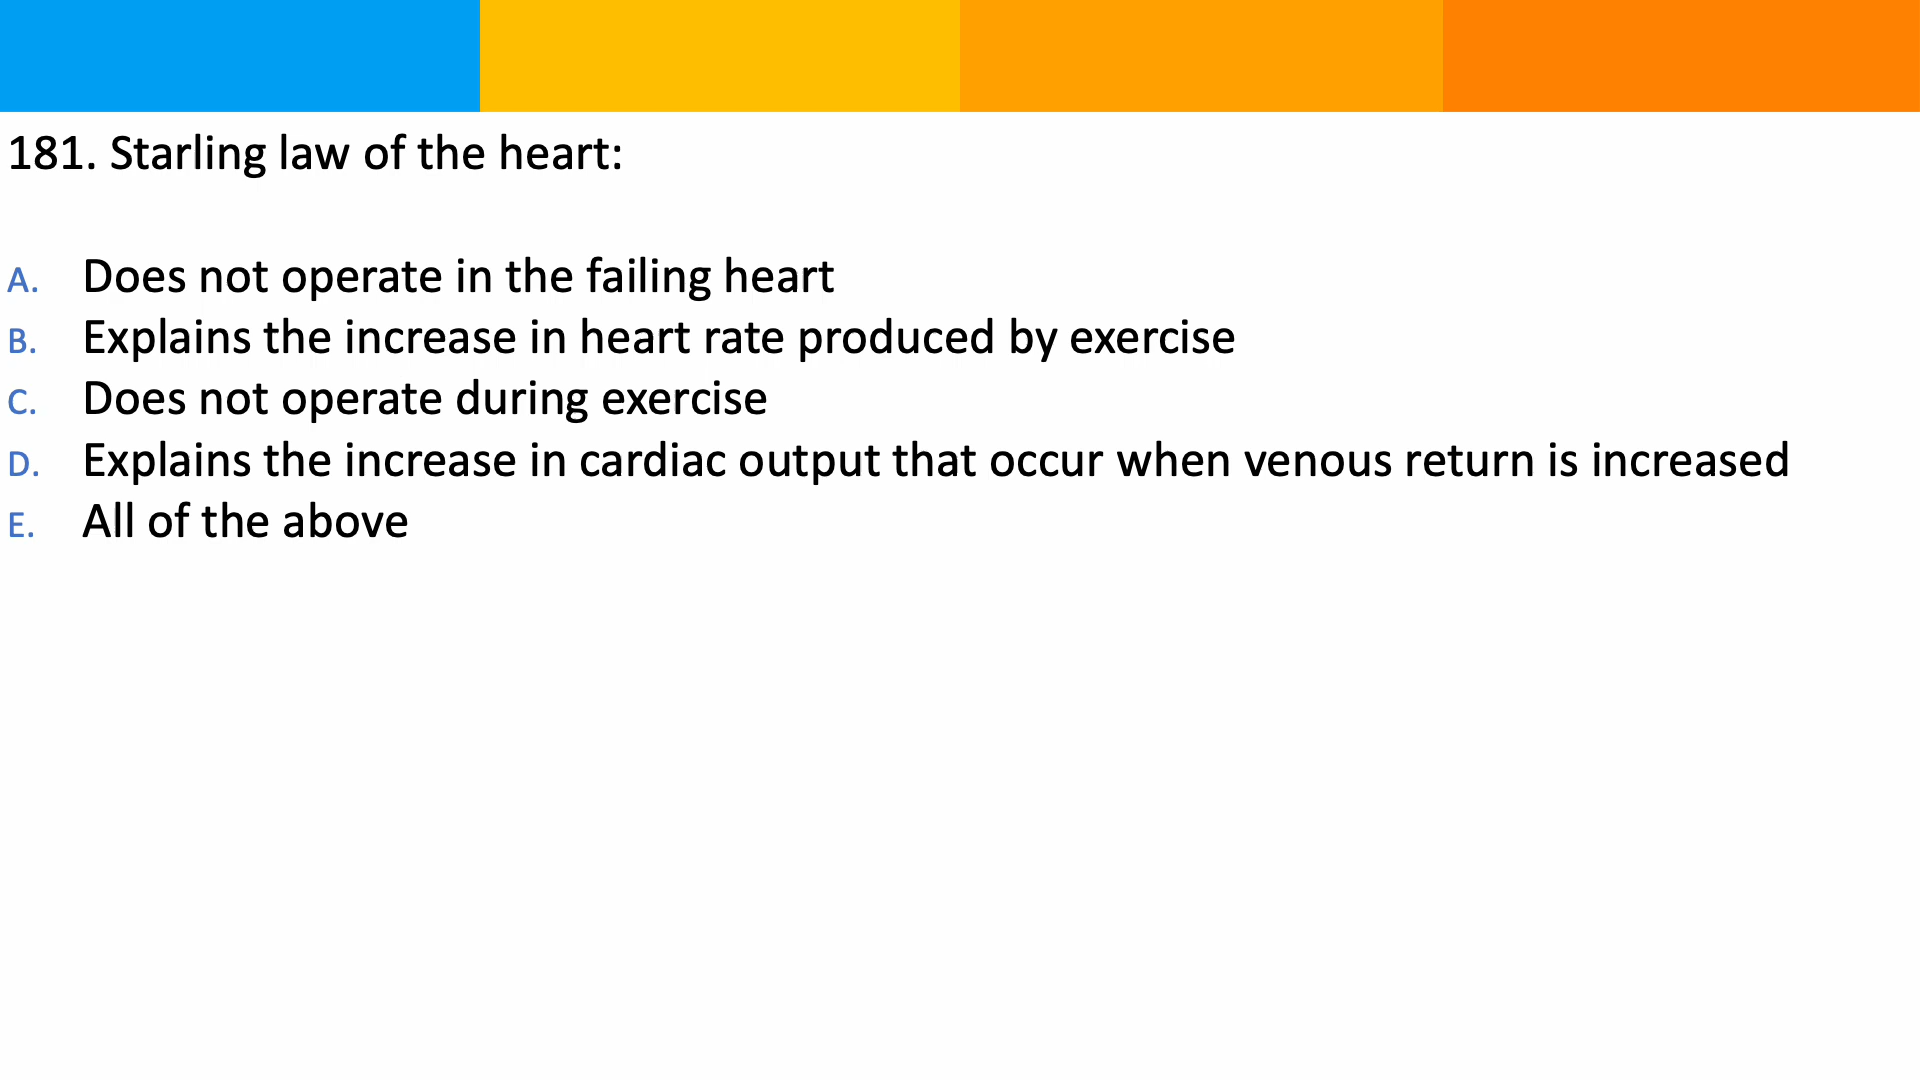 181. Starling law of the heart:
A. Does not operate in the failing heart
B. Explains the increase in heart rate produced by exercise
C. Does not operate during exercise
D. Explains the increase in cardiac output that occur when venous return is increased
E. All of the above